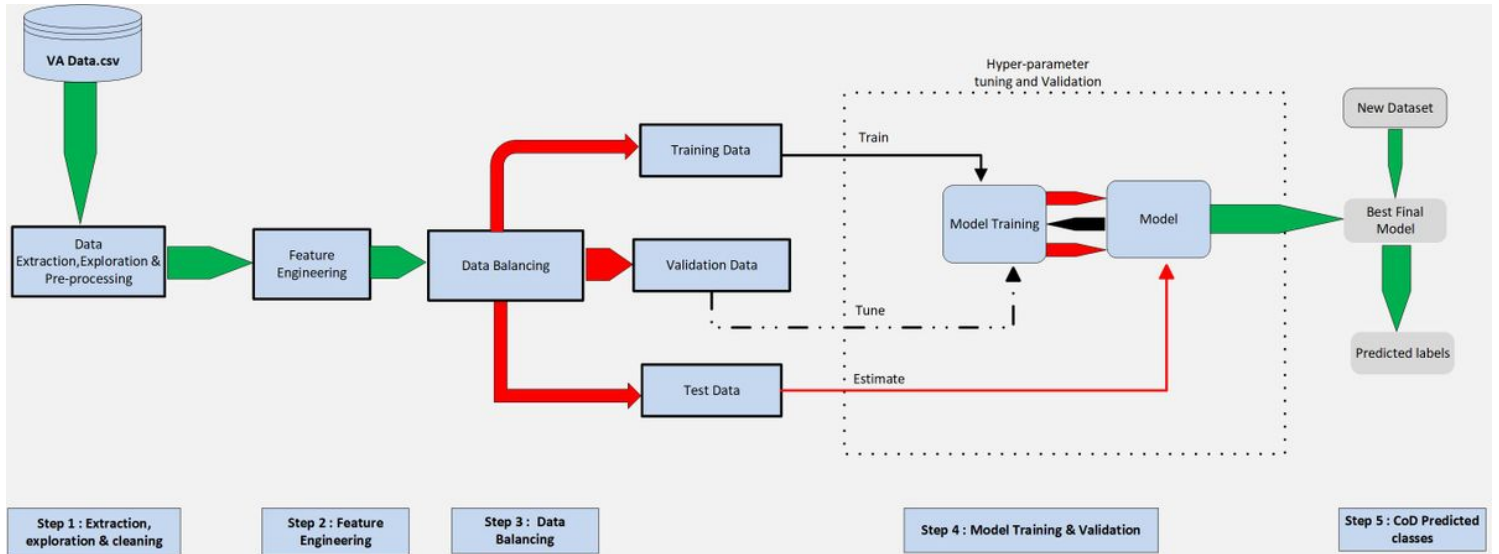 VA Data.csv
Hyper-parameter
tuning and Validation
New Dataset
Train
Training Data
Model Training
Model
Best Final
Model
Data
Extraction,Exploration &
Pre-processing
Feature
Engineering
Data Balancing
Validation Data
Tune
Predicted labels
Estimate
Test Data
Step 1 : Extraction,
exploration & cleaning
Step 2 : Feature
Engineering
Step 3 :  Data
Balancing
Step 4 : Model Training & Validation
Step 5 : CoD Predicted
classes